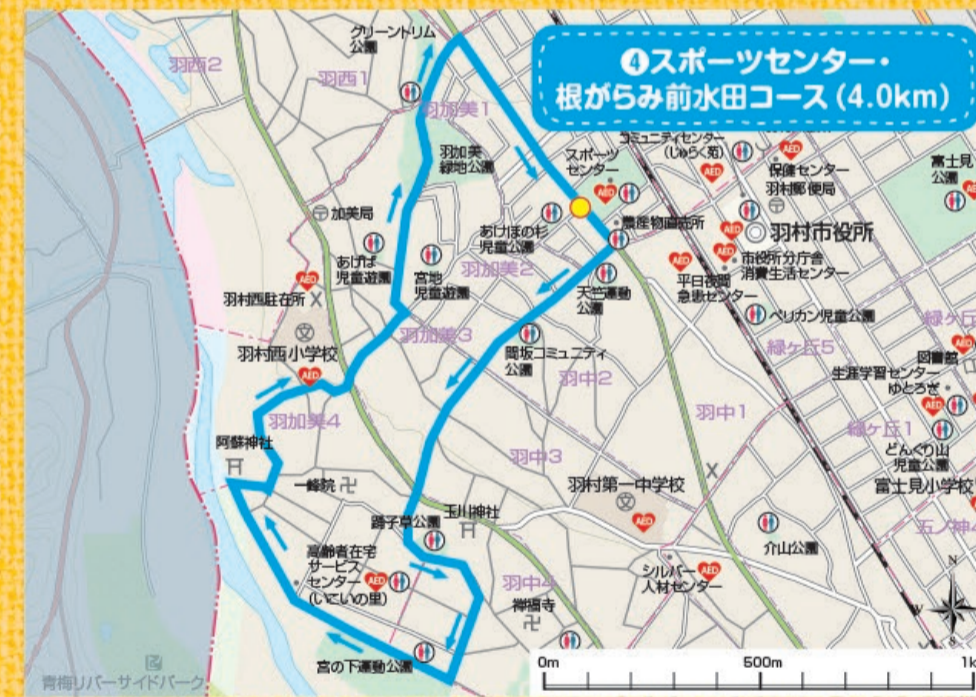 ❹スポーツセンター・
根がらみ前水田コース（4.0km）
グリーントリム
公園
羽西2
羽西1
羽加美1
羽加美
緑地公園
スポーツ
センター
コミュニティセンター
（じゅらく苑）
保健センター
羽村郵便局
富士見
公園
AED
加美局
あけぼの杉
児童公園
農産物直売所
羽村市役所
あげば
児童遊園
宮地
児童遊園
羽加美2
天竺運動
公園
平日夜間
急患センター
市役所分庁舎
消費生活センター
羽村西駐在所
ペリカン児童公園
羽加美3
羽村西小学校
間坂コミュニティ
公園
緑ヶ丘5
図書館
生涯学習センター
ゆとろぎ
羽中2
羽中1
羽加美4
阿蘇神社
緑ヶ丘1
どんぐり山
児童公園
羽中3
一峰院
羽村第一中学校
富士見小学校
踊子草公園
玉川神社
介山公園
高齢者在宅
サービス
センター
（いこいの里）
シルバー
人材センター
羽中4
禅福寺
宮の下運動公園
青梅リバーサイドパーク
N
W
S
0m
500m